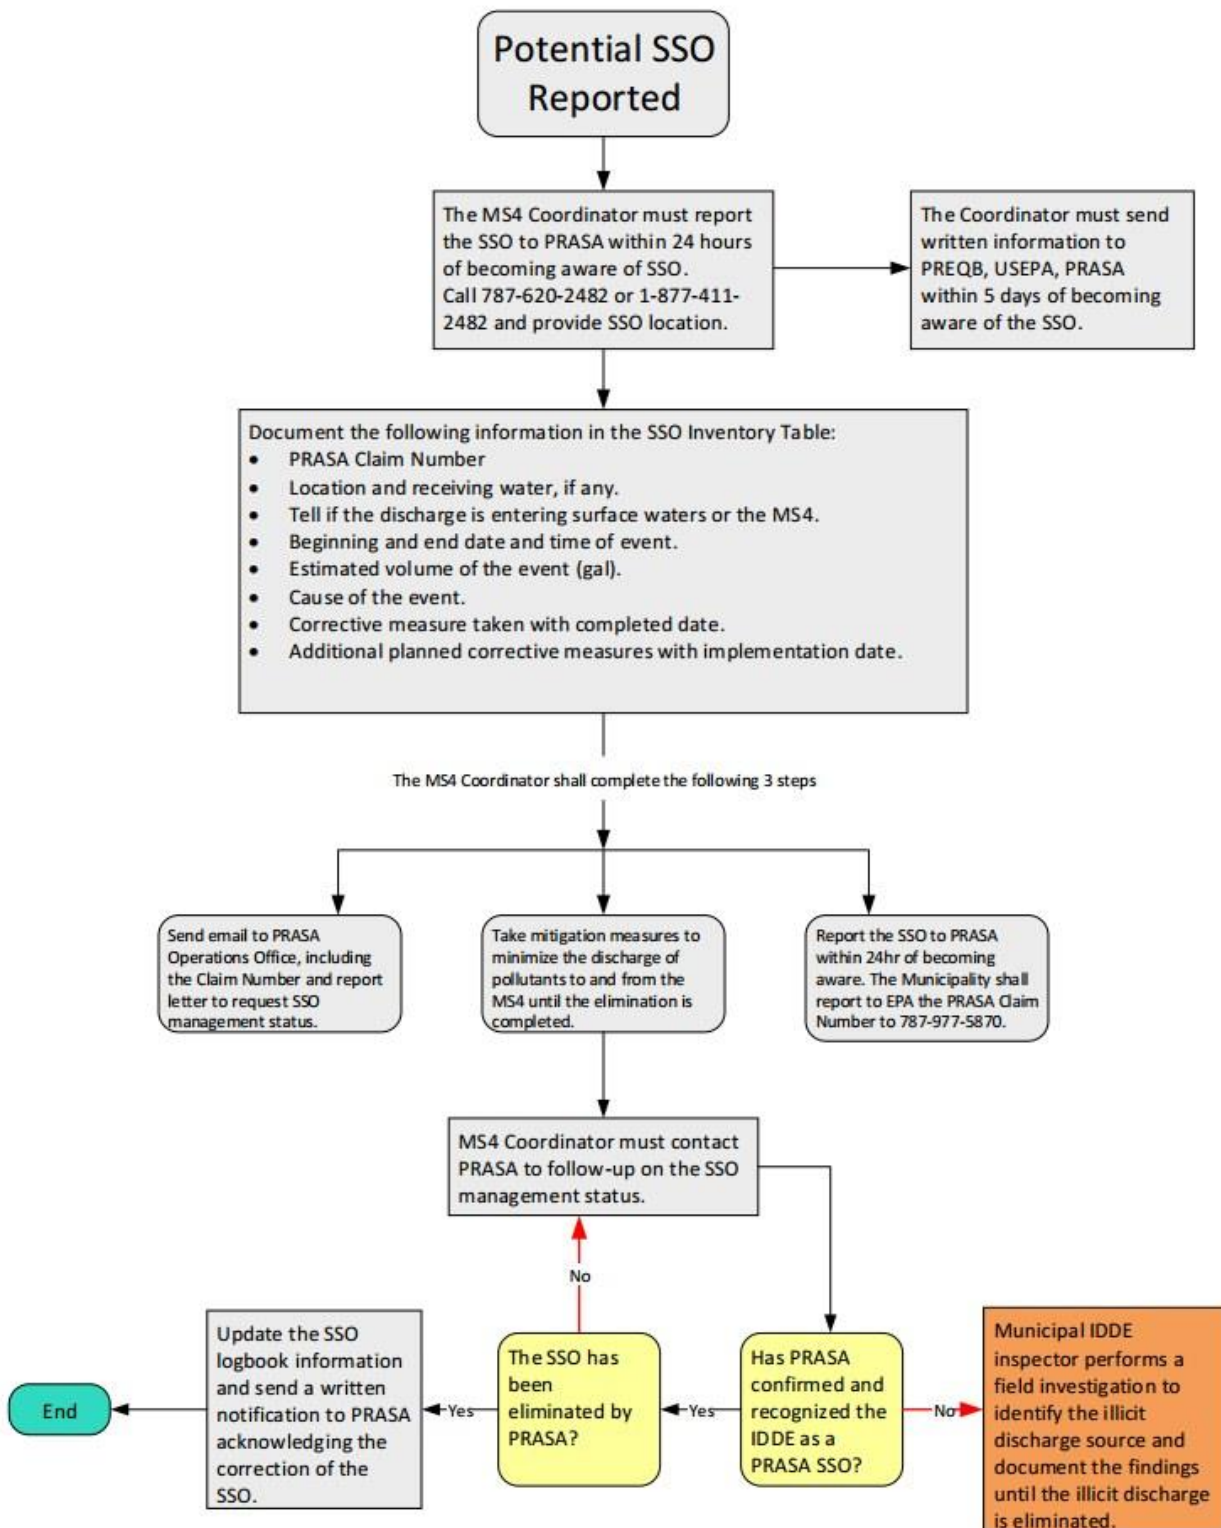 Potential SSO
Reported
The MS4 Coordinator must report
the SSO to PRASA within 24 hours
of becoming aware of SSO.
Call 787-620-2482 or 1-877-411-
2482 and provide SSO location.
The Coordinator must send
written information to
PREQB, USEPA, PRASA
within 5 days of becoming
aware of the SSO.
Document the following information in the SSO Inventory Table:
• PRASA Claim Number
• Location and receiving water, if any.
• Tell if the discharge is entering surface waters or the MS4.
• Beginning and end date and time of event.
• Estimated volume of the event (gal).
• Cause of the event.
• Corrective measure taken with completed date.
• Additional planned corrective measures with implementation date.
The MS4 Coordinator shall complete the following 3 steps
Send email to PRASA
Operations Office, including
the Claim Number and report
letter to request SSO
management status.
Take mitigation measures to
minimize the discharge of
pollutants to and from the
MS4 until the elimination is
completed.
Report the SSO to PRASA
within 24hr of becoming
aware. The Municipality shall
report to EPA the PRASA Claim
Number to 787-977-5870.
MS4 Coordinator must contact
PRASA to follow-up on the SSO
management status.
No
Update the SSO
logbook information
and send a written
notification to PRASA
acknowledging the
correction of the
SSO.
The SSO has
been
eliminated by
PRASA?
Has PRASA
confirmed and
recognized the
IDDE as a
PRASA SSO?
Municipal IDDE
inspector performs a
field investigation to
identify the illicit
discharge source and
document the findings
until the illicit discharge
is eliminated.
End
Yes
Yes
No